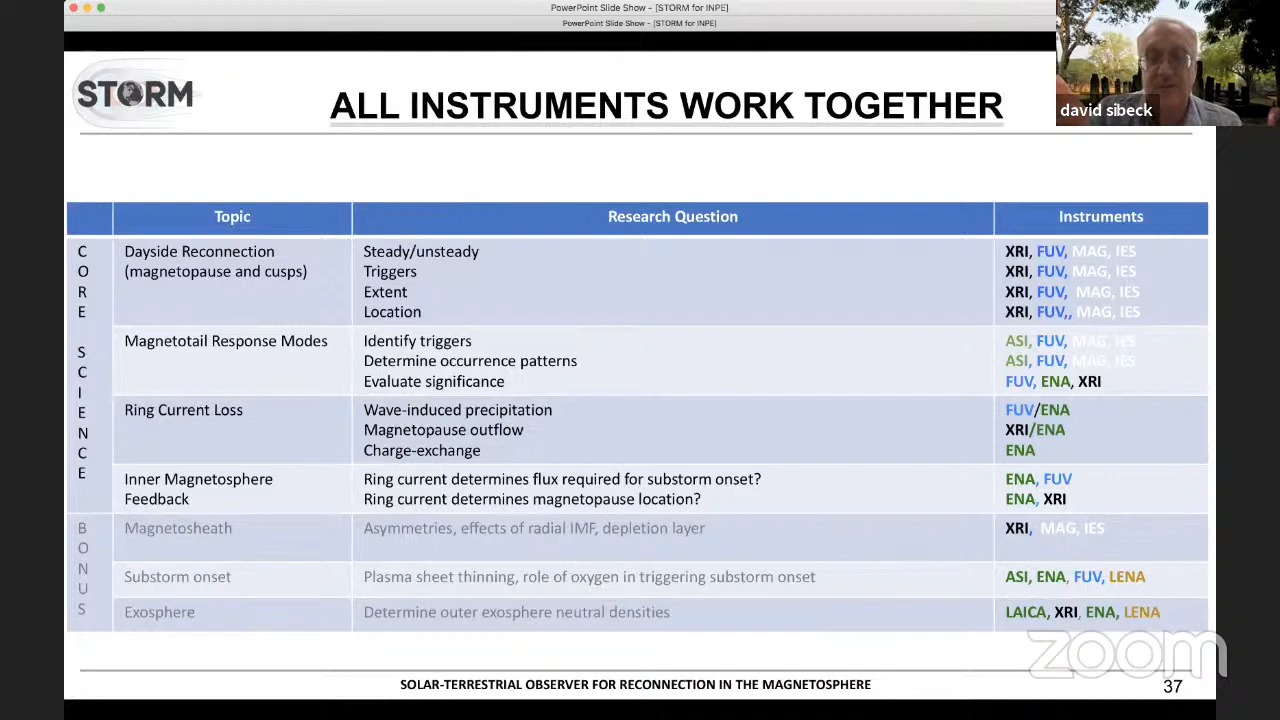 PowerPoint Slide Show - [STORM for INPE]
PowerPoint Slide Show - [STORM for INPE]
david sibeck
STORM
ALL INSTRUMENTS WORK TOGETHER
Topic Research Question Instruments
CORE SCIENCE
Dayside Reconnection Steady/unsteady XRI, FUV, MAG, IES
(magnetopause and cusps) Triggers XRI, FUV, MAG, IES
Extent XRI, FUV, MAG, IES
Location XRI, FUV,, MAG, IES
Magnetotail Response Modes Identify triggers ASI, FUV, MAG, IES
Determine occurrence patterns ASI, FUV, MAG, IES
Evaluate significance FUV, ENA, XRI
Ring Current Loss Wave-induced precipitation FUV/ENA
Magnetopause outflow XRI/ENA
Charge-exchange ENA
Inner Magnetosphere Ring current determines flux required for substorm onset? ENA, FUV
Feedback Ring current determines magnetopause location? ENA, XRI
BONUS
Magnetosheath Asymmetries, effects of radial IMF, depletion layer XRI, MAG, IES
Substorm onset Plasma sheet thinning, role of oxygen in triggering substorm onset ASI, ENA, FUV, LENA
Exosphere Determine outer exosphere neutral densities LAICA, XRI, ENA, LENA
zoom
SOLAR-TERRESTRIAL OBSERVER FOR RECONNECTION IN THE MAGNETOSPHERE
37